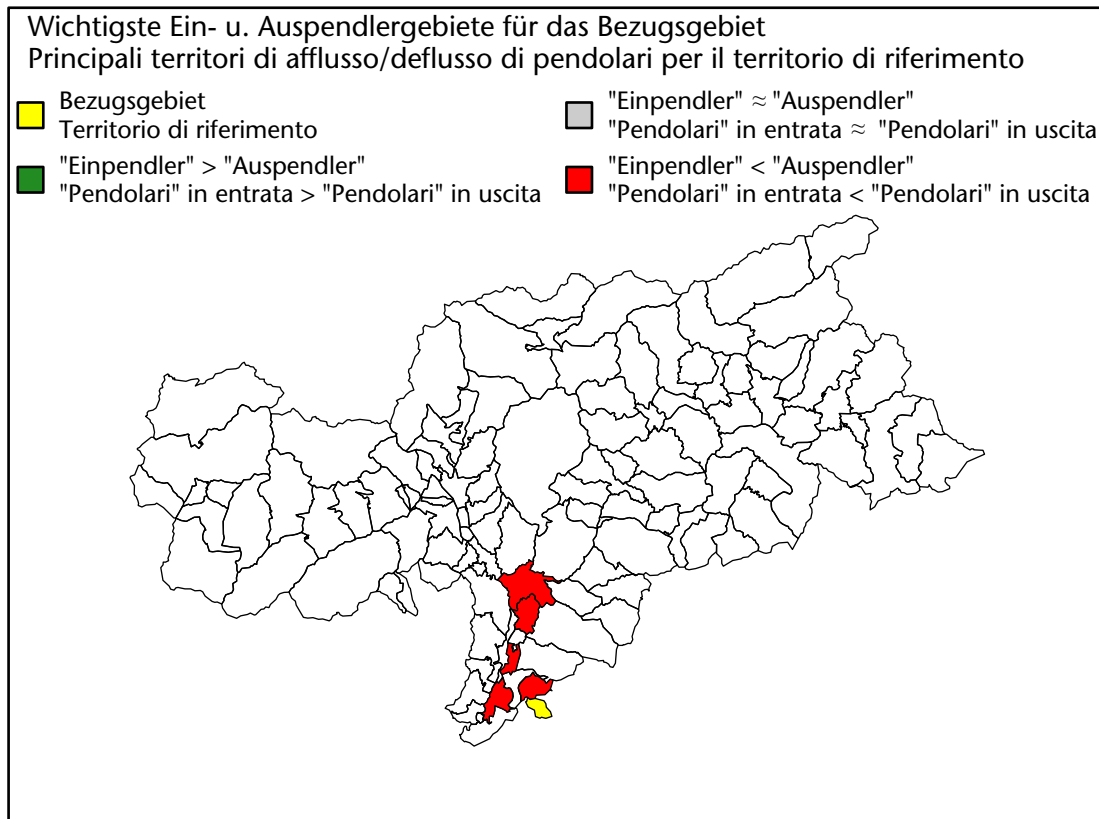 Wichtigste Ein- u. Auspendlergebiete für das Bezugsgebiet
Principali territori di afflusso/deflusso di pendolari per il territorio di riferimento
Bezugsgebiet
Territorio di riferimento
"Einpendler" > "Auspendler"
"Pendolari" in entrata > "Pendolari" in uscita
"Einpendler" ≈ "Auspendler"
"Pendolari" in entrata ≈ "Pendolari" in uscita
"Einpendler" < "Auspendler"
"Pendolari" in entrata < "Pendolari" in uscita